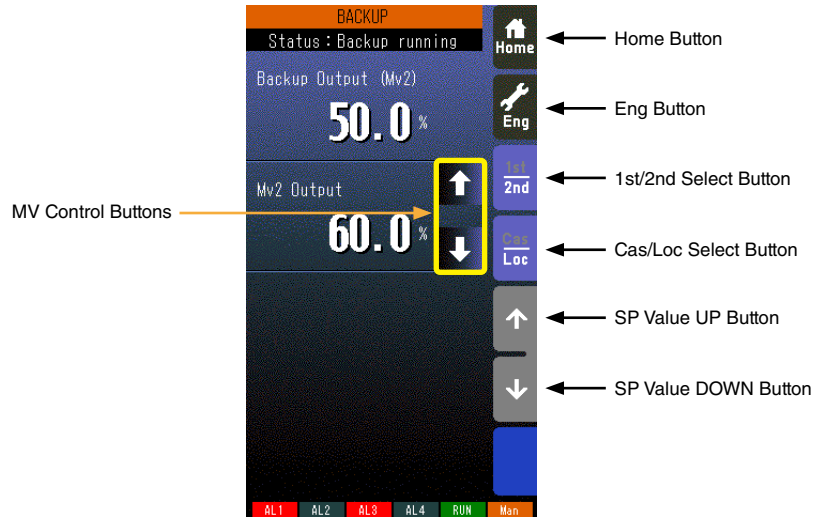 BACKUP
Status：Backup running
Backup Output (Mv2)
50.0 %
Mv2 Output
60.0 %
MV Control Buttons
Home
Eng
1st
2nd
Cas
Loc
Home Button
Eng Button
1st/2nd Select Button
Cas/Loc Select Button
SP Value UP Button
SP Value DOWN Button
AL1 AL2 AL3 AL4 RUN Man